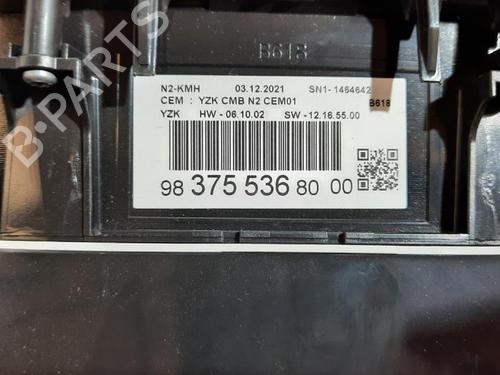 B618
N2-KMH 03.12.2021 SN1-1464642
CEM : YZK CMB N2 CEM01 B618
YZK HW - 06.10.02 SW - 12.16.55.00
98 375 536 80 00
B-PARTS